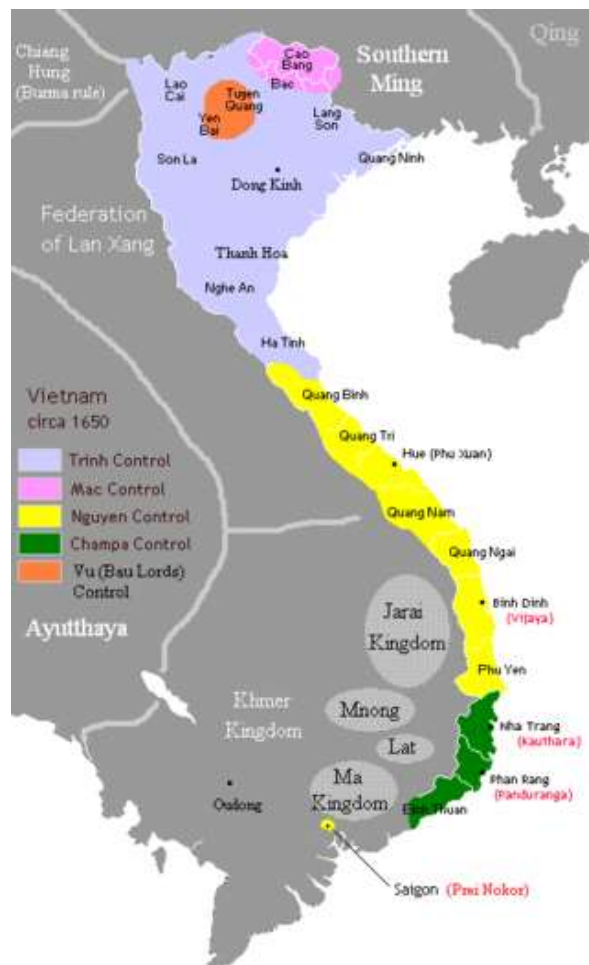 Chiang
Hung
(Burma rule)
Lao
Cai
Cao
Bang
Bac
Southern
Ming
Qing
Tuyen
Quang
Yen
Bai
Lang
Son
Son La
Quang Ninh
Dong Kinh
Federation
of Lan Xang
Thanh Hoa
Nghe An
Ha Tinh
Vietnam
circa 1650
Trinh Control
Mac Control
Nguyen Control
Champa Control
Vu (Bau Lords)
Control
Quang Binh
Quang Tri
Hue (Phu Xuan)
Quang Nam
Quang Ngai
Binh Dinh
(Vijaya)
Phu Yen
Ayutthaya
Jarai
Kingdom
Khmer
Kingdom
Mnong
Lat
Ma
Kingdom
Nha Trang
(Kauthara)
Phan Rang
(Panduranga)
Binh Thuan
Oudong
Saigon (Prei Nokor)